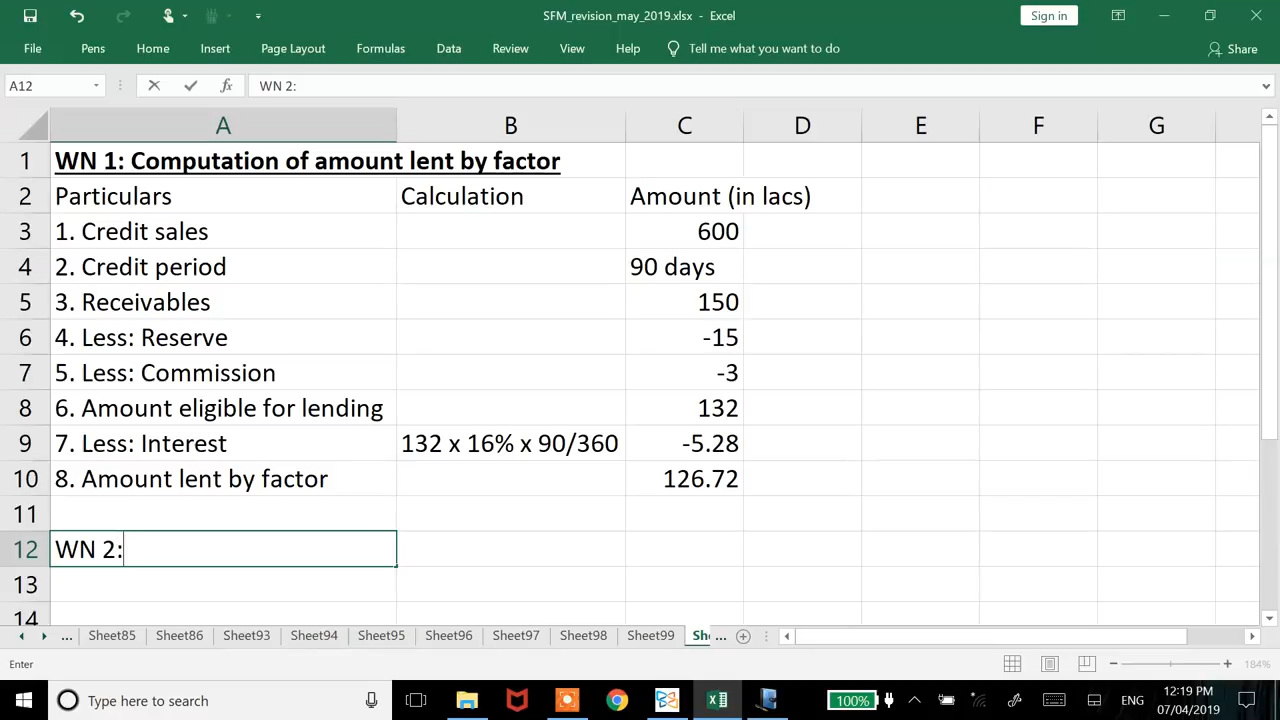 SFM_revision_may_2019.xlsx - Excel
Sign in
File Pens Home Insert Page Layout Formulas Data Review View Help Tell me what you want to do Share
A12 fx WN 2:
A B C D E F G
1 WN 1: Computation of amount lent by factor
2 Particulars Calculation Amount (in lacs)
3 1. Credit sales 600
4 2. Credit period 90 days
5 3. Receivables 150
6 4. Less: Reserve -15
7 5. Less: Commission -3
8 6. Amount eligible for lending 132
9 7. Less: Interest 132 x 16% x 90/360 -5.28
10 8. Amount lent by factor 126.72
11
12 WN 2:
13
14
... Sheet85 Sheet86 Sheet93 Sheet94 Sheet95 Sheet96 Sheet97 Sheet98 Sheet99 She ...
Enter 184%
Type here to search 100% ENG 12:19 PM
07/04/2019